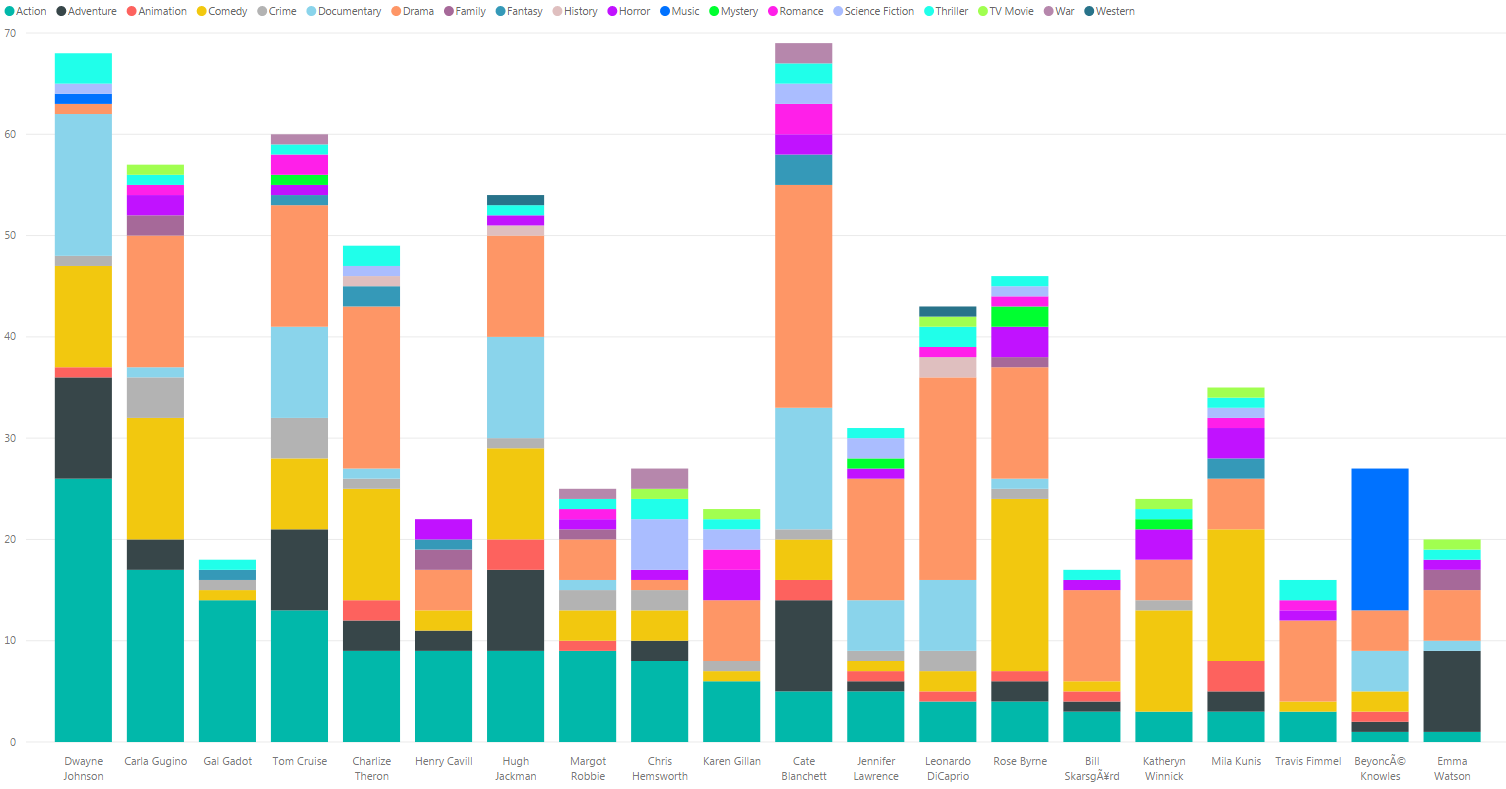 Action Adventure Animation Comedy Crime Documentary Drama Family Fantasy History Horror Music Mystery Romance Science Fiction Thriller TV Movie War Western
70
60
50
40
30
20
10
0
Dwayne Johnson
Carla Gugino
Gal Gadot
Tom Cruise
Charlize Theron
Henry Cavill
Hugh Jackman
Margot Robbie
Chris Hemsworth
Karen Gillan
Cate Blanchett
Jennifer Lawrence
Leonardo DiCaprio
Rose Byrne
Bill SkarsgÃ¥rd
Katheryn Winnick
Mila Kunis
Travis Fimmel
BeyoncÃ© Knowles
Emma Watson